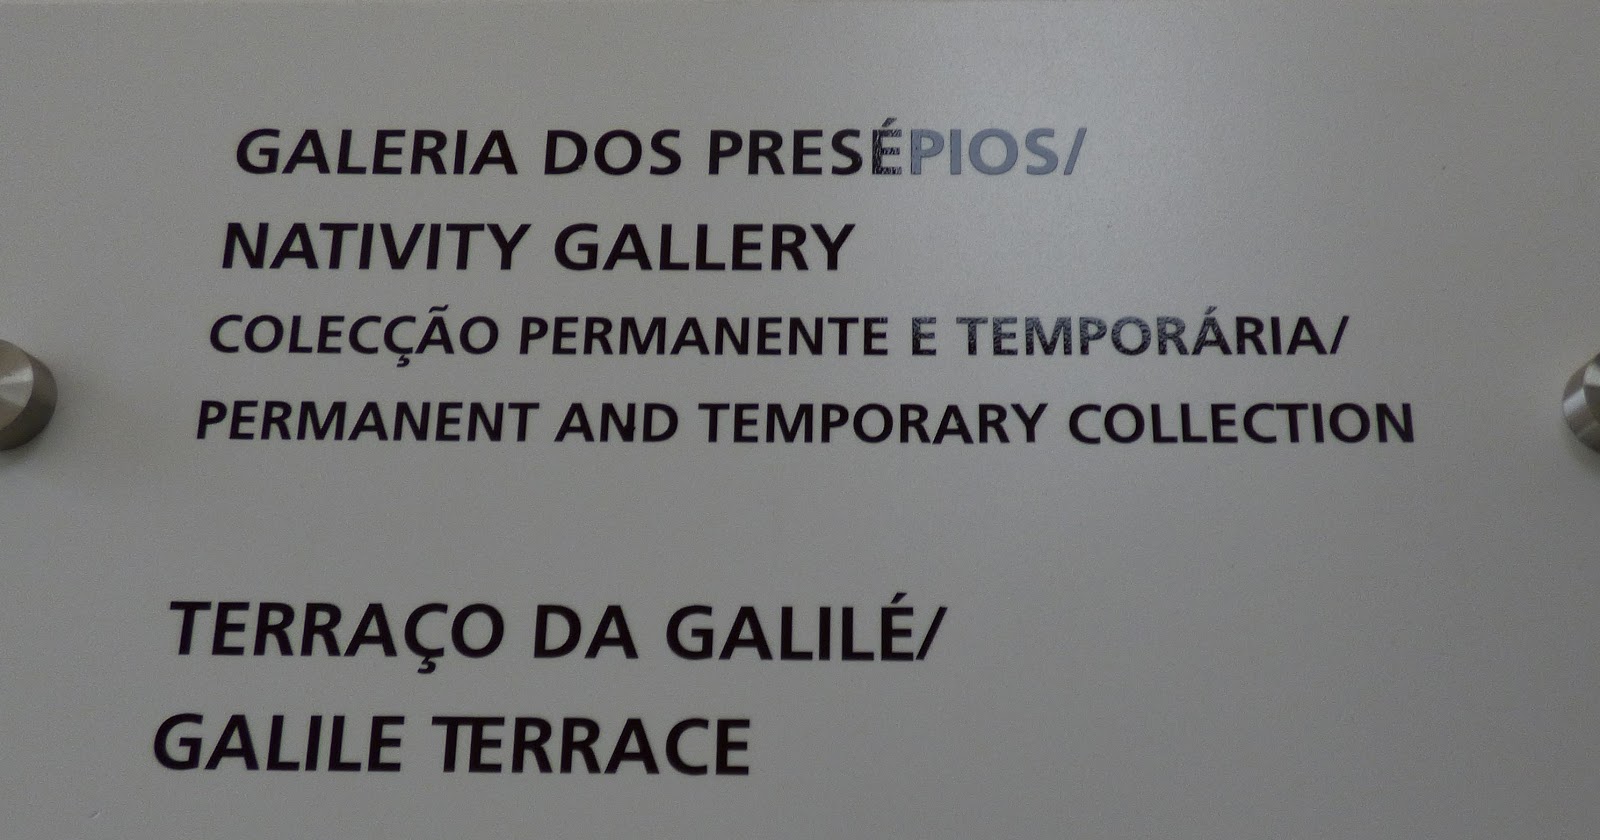 GALERIA DOS PRESÉPIOS/
NATIVITY GALLERY
COLECÇÃO PERMANENTE E TEMPORÁRIA/
PERMANENT AND TEMPORARY COLLECTION
TERRAÇO DA GALILÉ/
GALILE TERRACE